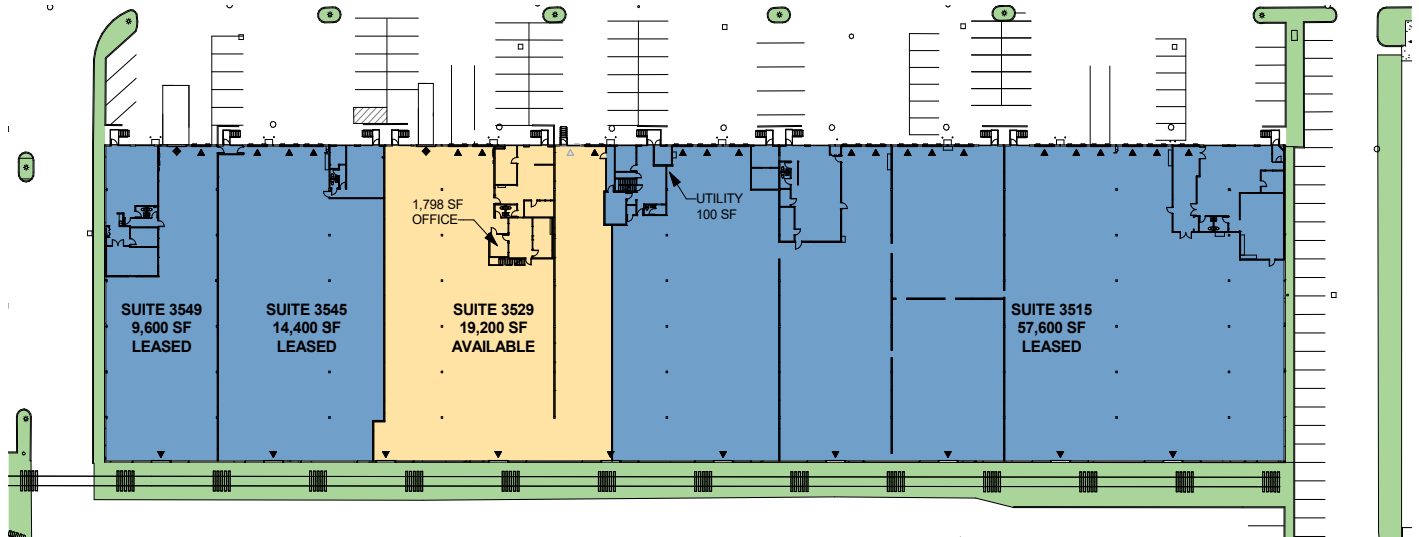 1,798 SF
OFFICE
UTILITY
100 SF
SUITE 3549
9,600 SF
LEASED
SUITE 3545
14,400 SF
LEASED
SUITE 3529
19,200 SF
AVAILABLE
SUITE 3515
57,600 SF
LEASED